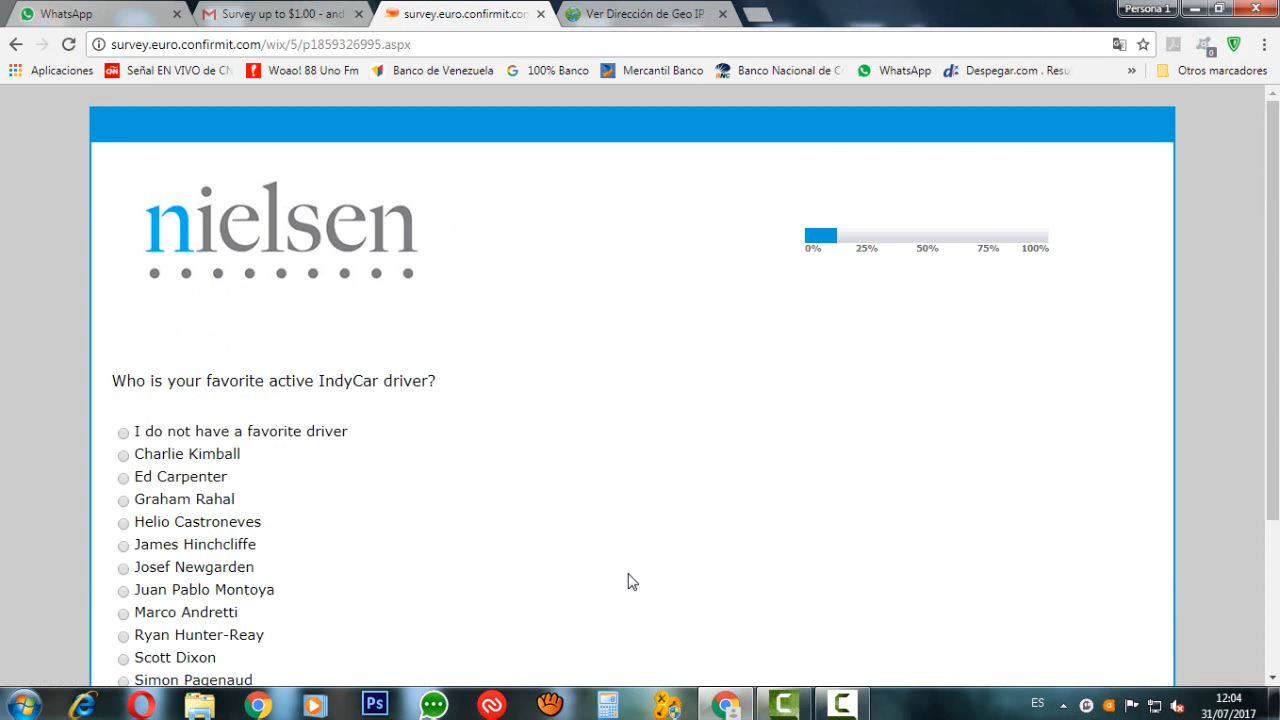 WhatsApp
Survey up to $1.00 - and
survey.euro.confirmit.con
Ver Dirección de Geo IP
Persona 1
survey.euro.confirmit.com/wix/5/p1859326995.aspx
Aplicaciones
Señal EN VIVO de CN
Woao! 88 Uno Fm
Banco de Venezuela
100% Banco
Mercantil Banco
Banco Nacional de C
WhatsApp
Despegar.com . Resu
»
Otros marcadores
nielsen
0% 25% 50% 75% 100%
Who is your favorite active IndyCar driver?
I do not have a favorite driver
Charlie Kimball
Ed Carpenter
Graham Rahal
Helio Castroneves
James Hinchcliffe
Josef Newgarden
Juan Pablo Montoya
Marco Andretti
Ryan Hunter-Reay
Scott Dixon
Simon Pagenaud
Ps
ES
12:04
31/07/2017